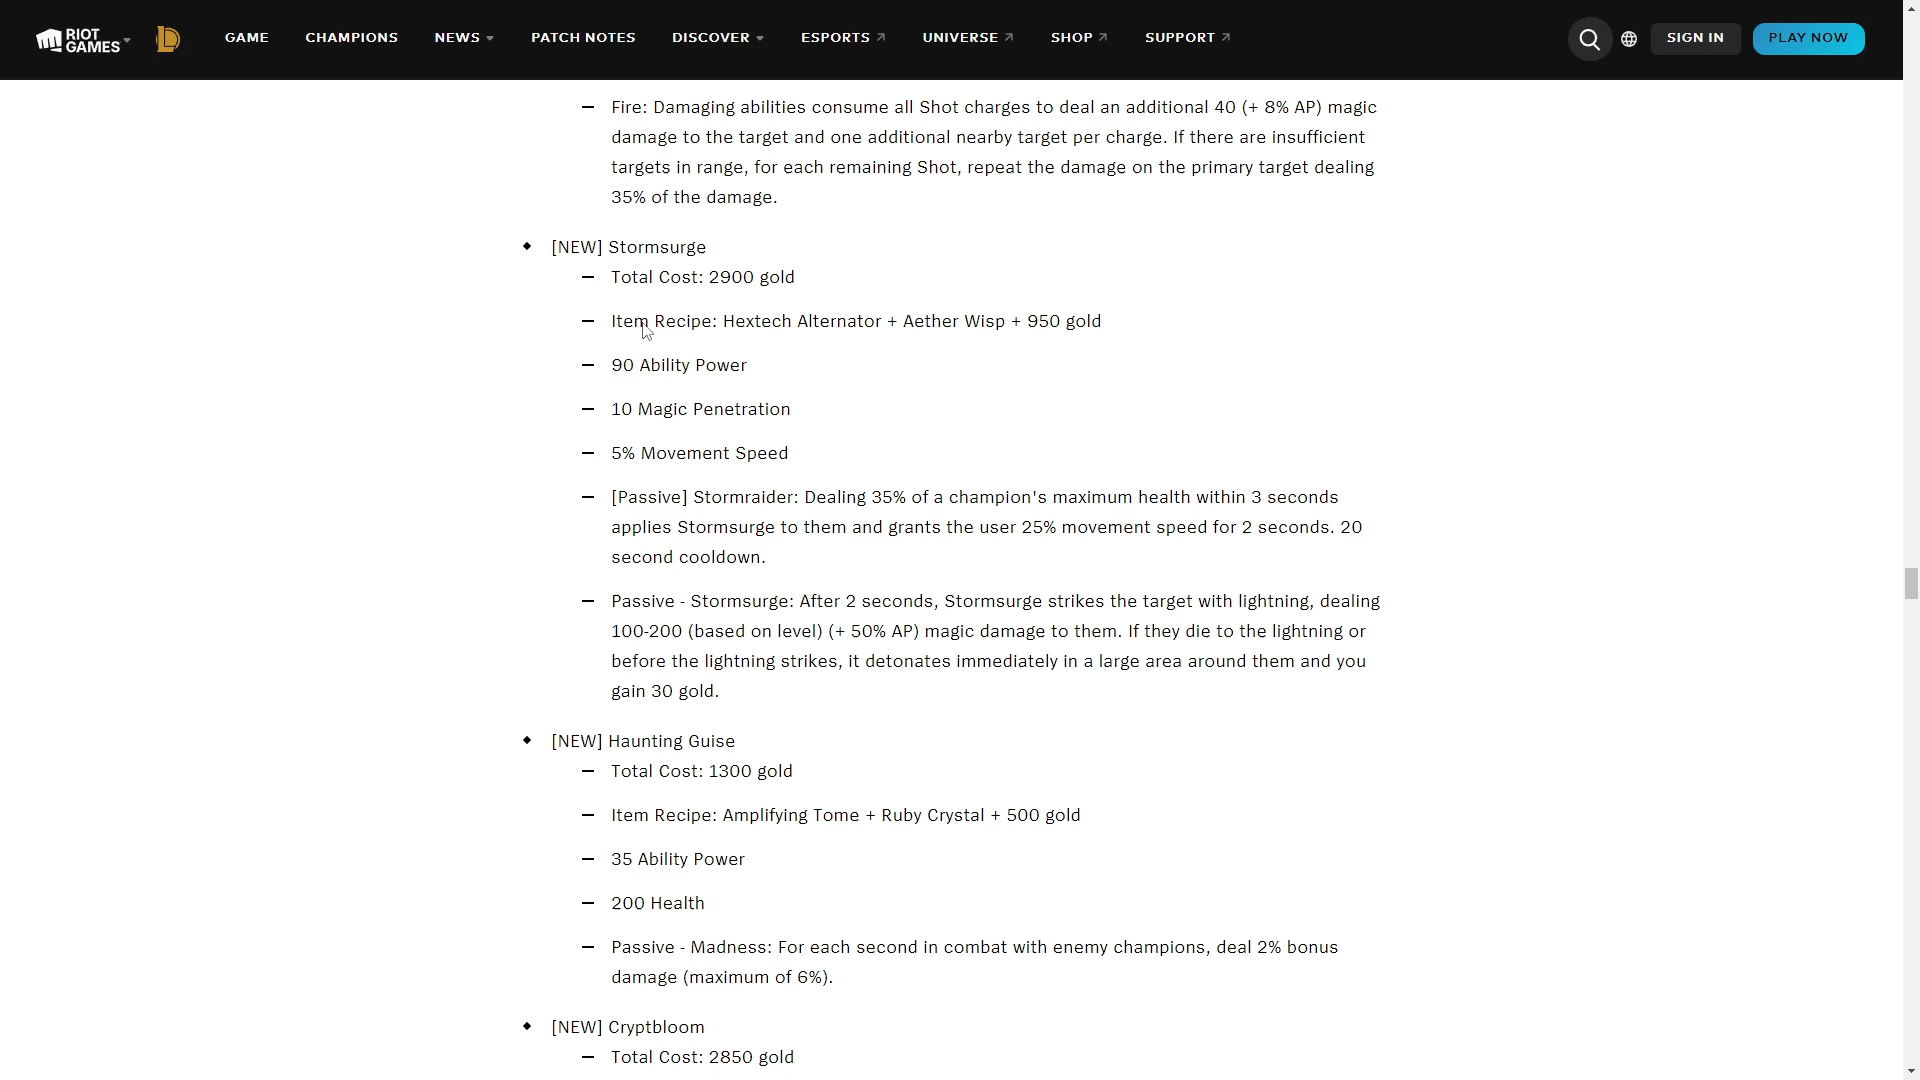 RIOT
GAMES
GAME CHAMPIONS NEWS PATCH NOTES DISCOVER ESPORTS UNIVERSE SHOP SUPPORT SIGN IN PLAY NOW
– Fire: Damaging abilities consume all Shot charges to deal an additional 40 (+ 8% AP) magic
damage to the target and one additional nearby target per charge. If there are insufficient
targets in range, for each remaining Shot, repeat the damage on the primary target dealing
35% of the damage.
◆ [NEW] Stormsurge
– Total Cost: 2900 gold
– Item Recipe: Hextech Alternator + Aether Wisp + 950 gold
– 90 Ability Power
– 10 Magic Penetration
– 5% Movement Speed
– [Passive] Stormraider: Dealing 35% of a champion's maximum health within 3 seconds
applies Stormsurge to them and grants the user 25% movement speed for 2 seconds. 20
second cooldown.
– Passive - Stormsurge: After 2 seconds, Stormsurge strikes the target with lightning, dealing
100-200 (based on level) (+ 50% AP) magic damage to them. If they die to the lightning or
before the lightning strikes, it detonates immediately in a large area around them and you
gain 30 gold.
◆ [NEW] Haunting Guise
– Total Cost: 1300 gold
– Item Recipe: Amplifying Tome + Ruby Crystal + 500 gold
– 35 Ability Power
– 200 Health
– Passive - Madness: For each second in combat with enemy champions, deal 2% bonus
damage (maximum of 6%).
◆ [NEW] Cryptbloom
– Total Cost: 2850 gold